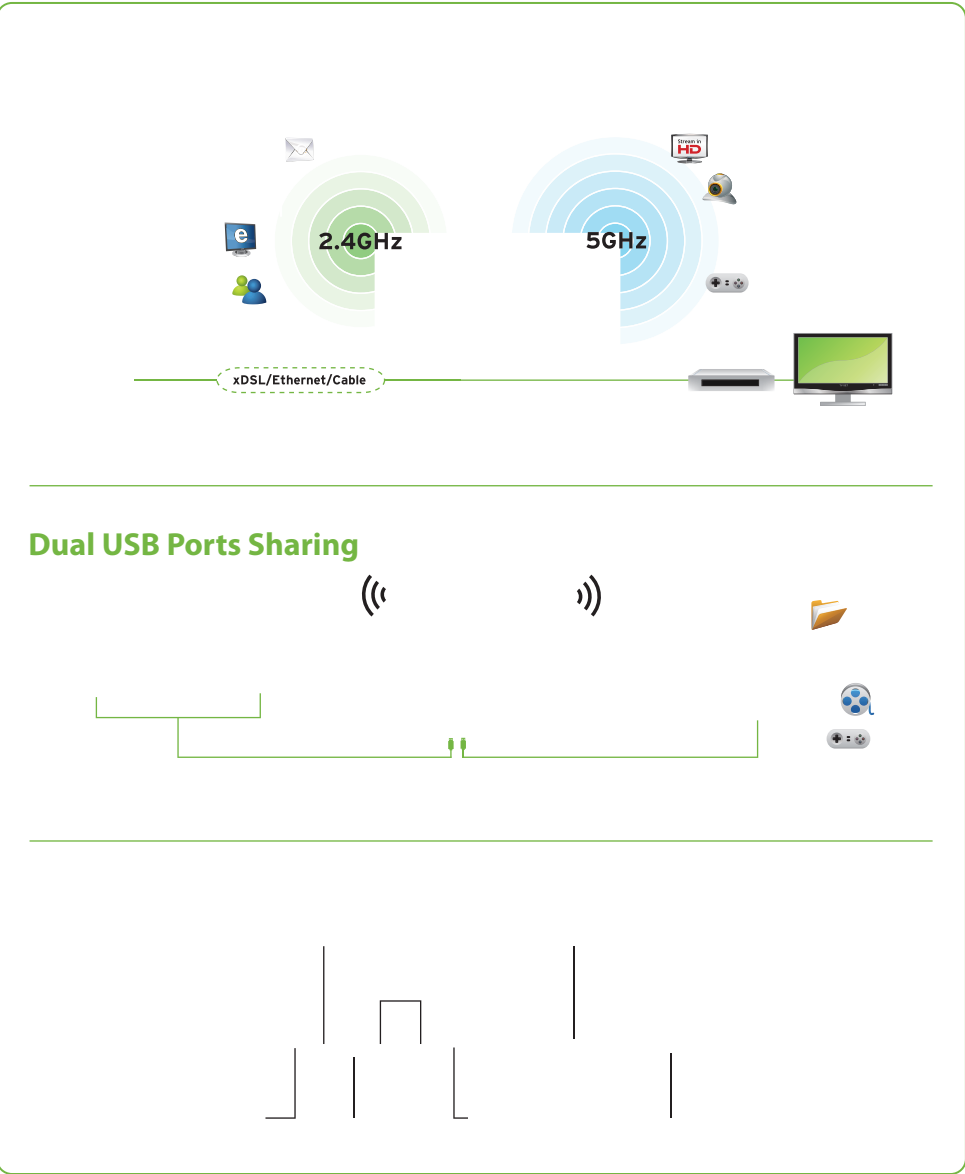 Stream in
HD
2.4GHz
5GHz
e
xDSL/Ethernet/Cable
Dual USB Ports Sharing